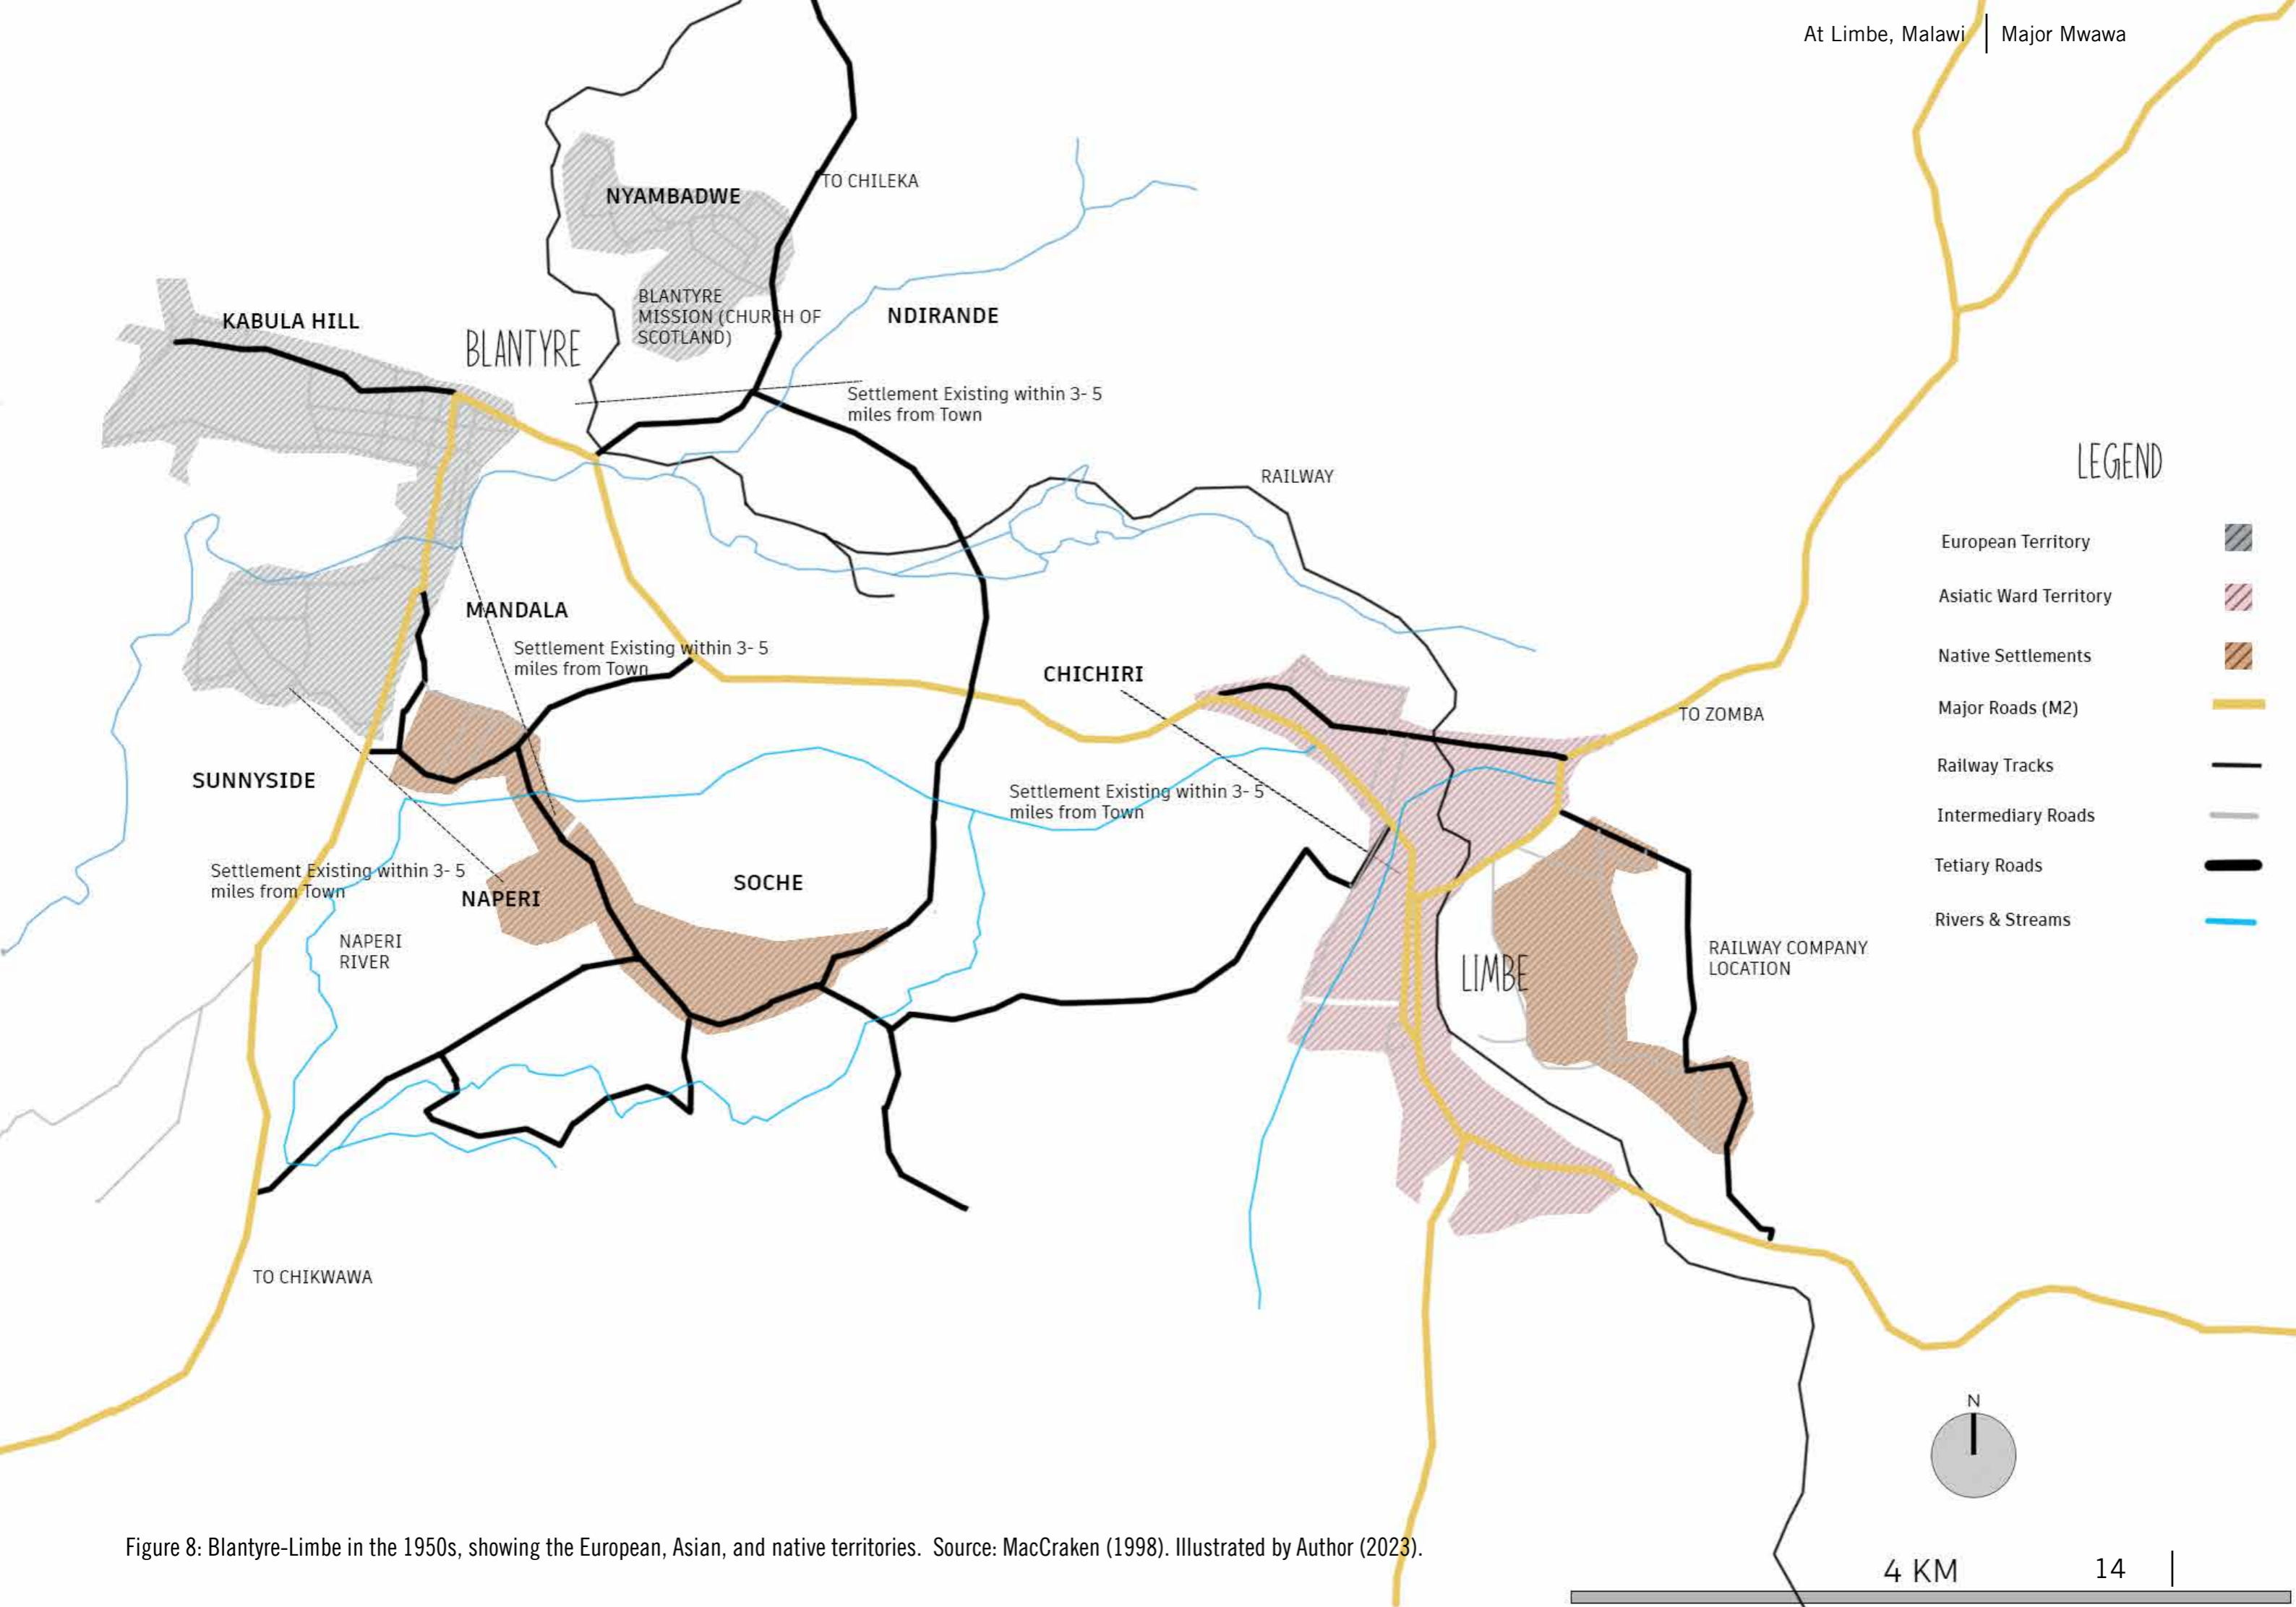 At Limbe, Malawi
Major Mwawa
TO CHILEKA
NYAMBADWE
BLANTYRE
MISSION (CHURCH OF
SCOTLAND)
NDIRANDE
KABULA HILL
BLANTYRE
Settlement Existing within 3- 5
miles from Town
RAILWAY
MANDALA
Settlement Existing within 3- 5
miles from Town
CHICHIRI
TO ZOMBA
SUNNYSIDE
Settlement Existing within 3- 5
miles from Town
Settlement Existing within 3- 5
miles from Town
NAPERI
SOCHE
NAPERI
RIVER
LIMBE
RAILWAY COMPANY
LOCATION
TO CHIKWAWA
LEGEND
European Territory
Asiatic Ward Territory
Native Settlements
Major Roads (M2)
Railway Tracks
Intermediary Roads
Tetiary Roads
Rivers & Streams
N
Figure 8: Blantyre-Limbe in the 1950s, showing the European, Asian, and native territories. Source: MacCraken (1998). Illustrated by Author (2023).
4 KM
14